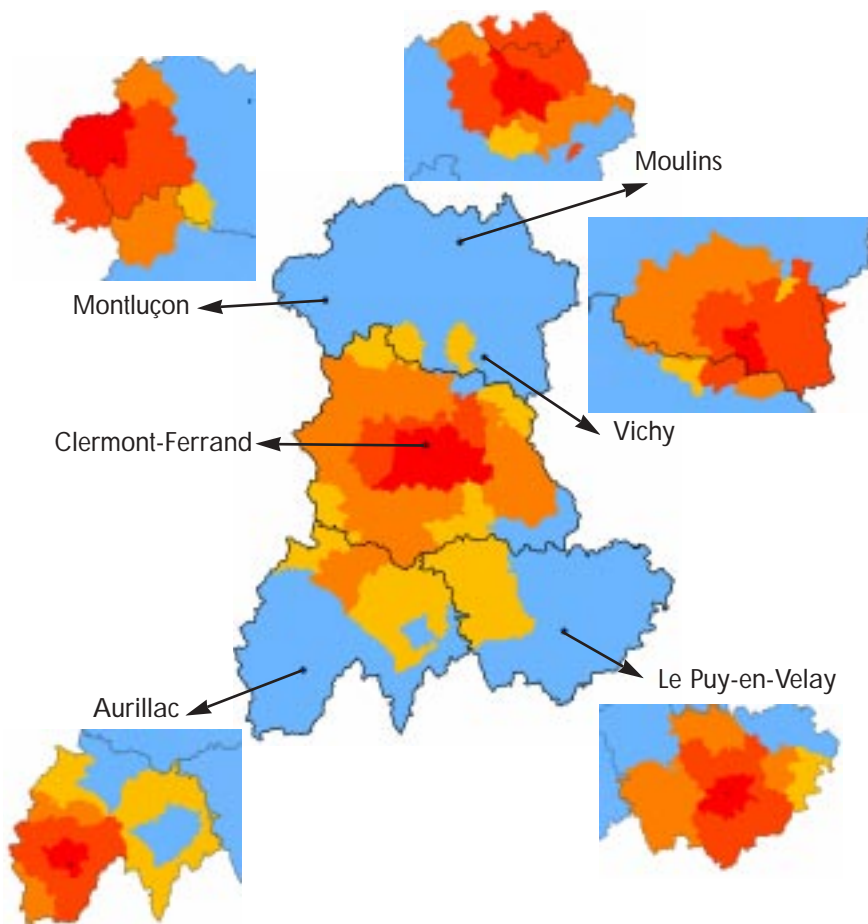 Moulins
Montluçon
Vichy
Clermont-Ferrand
Le Puy-en-Velay
Aurillac